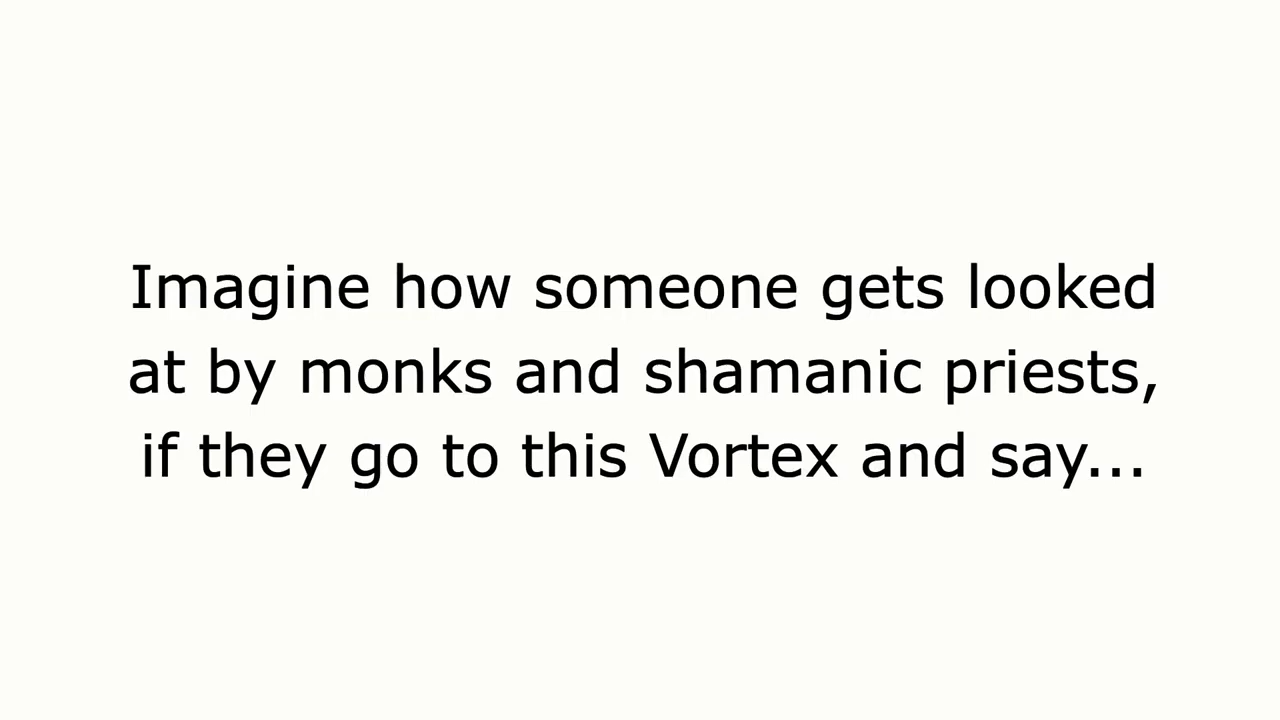 Imagine how someone gets looked
at by monks and shamanic priests,
if they go to this Vortex and say...